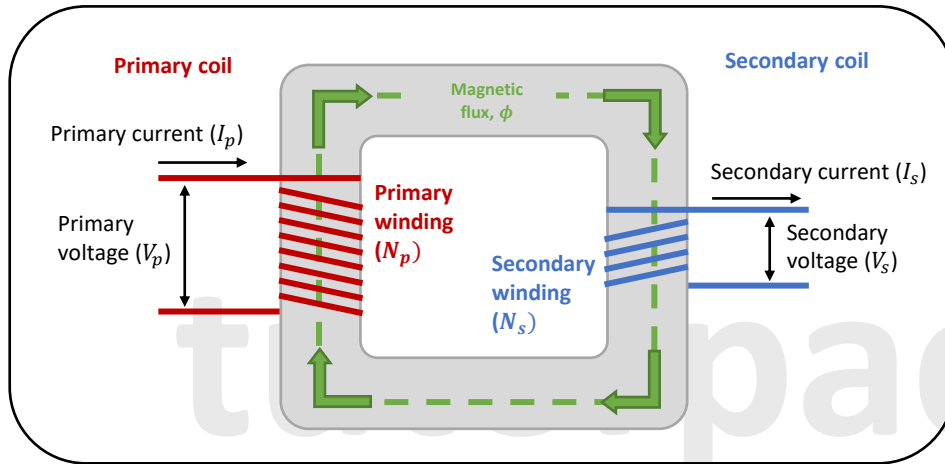 Primary coil
Secondary coil
Magnetic
flux, ϕ
Primary current (Iₚ)
Secondary current (Iₛ)
Primary
voltage (Vₚ)
Primary
winding
(Nₚ)
Secondary
winding
(Nₛ)
Secondary
voltage (Vₛ)